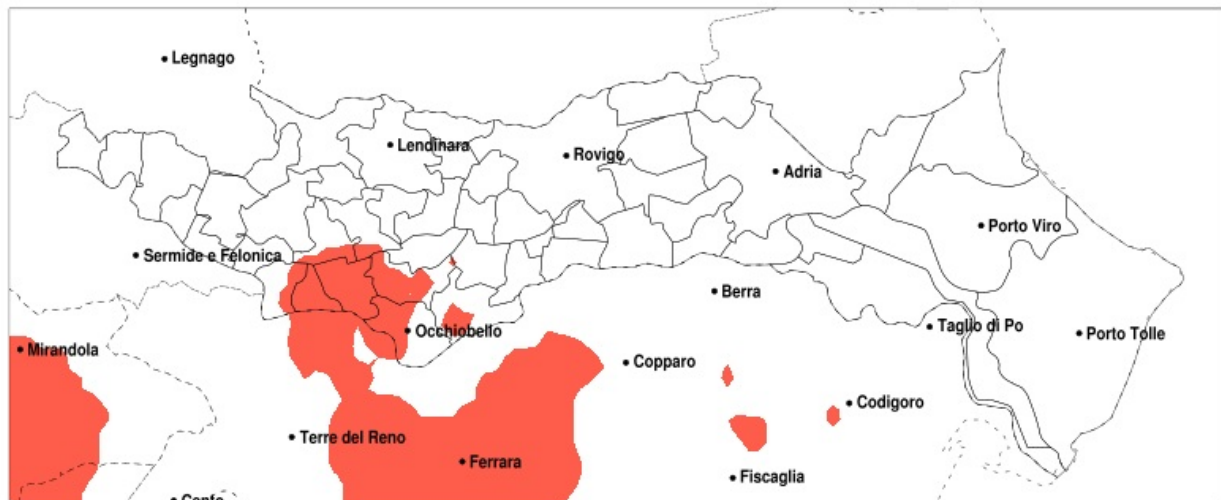 Legnago
Lendinara
Rovigo
Adria
Porto Viro
Sermide e Felonica
Berra
Occhiobello
Taglio di Po
Porto Tolle
Mirandola
Copparo
Codigoro
Terre del Reno
Ferrara
Fiscaglia